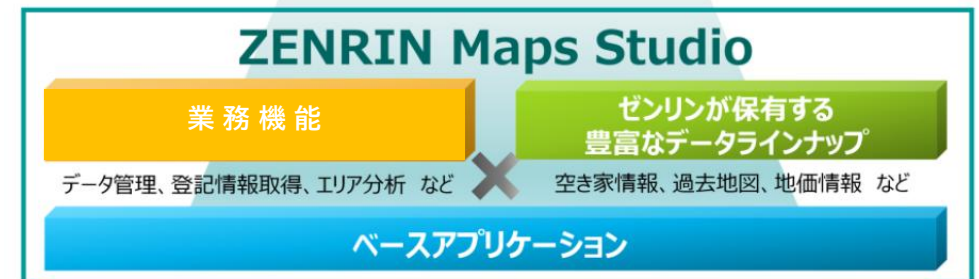 ZENRIN Maps Studio
業務機能
ゼンリンが保有する
豊富なデータラインナップ
データ管理、登記情報取得、エリア分析 など
空き家情報、過去地図、地価情報 など
ベースアプリケーション